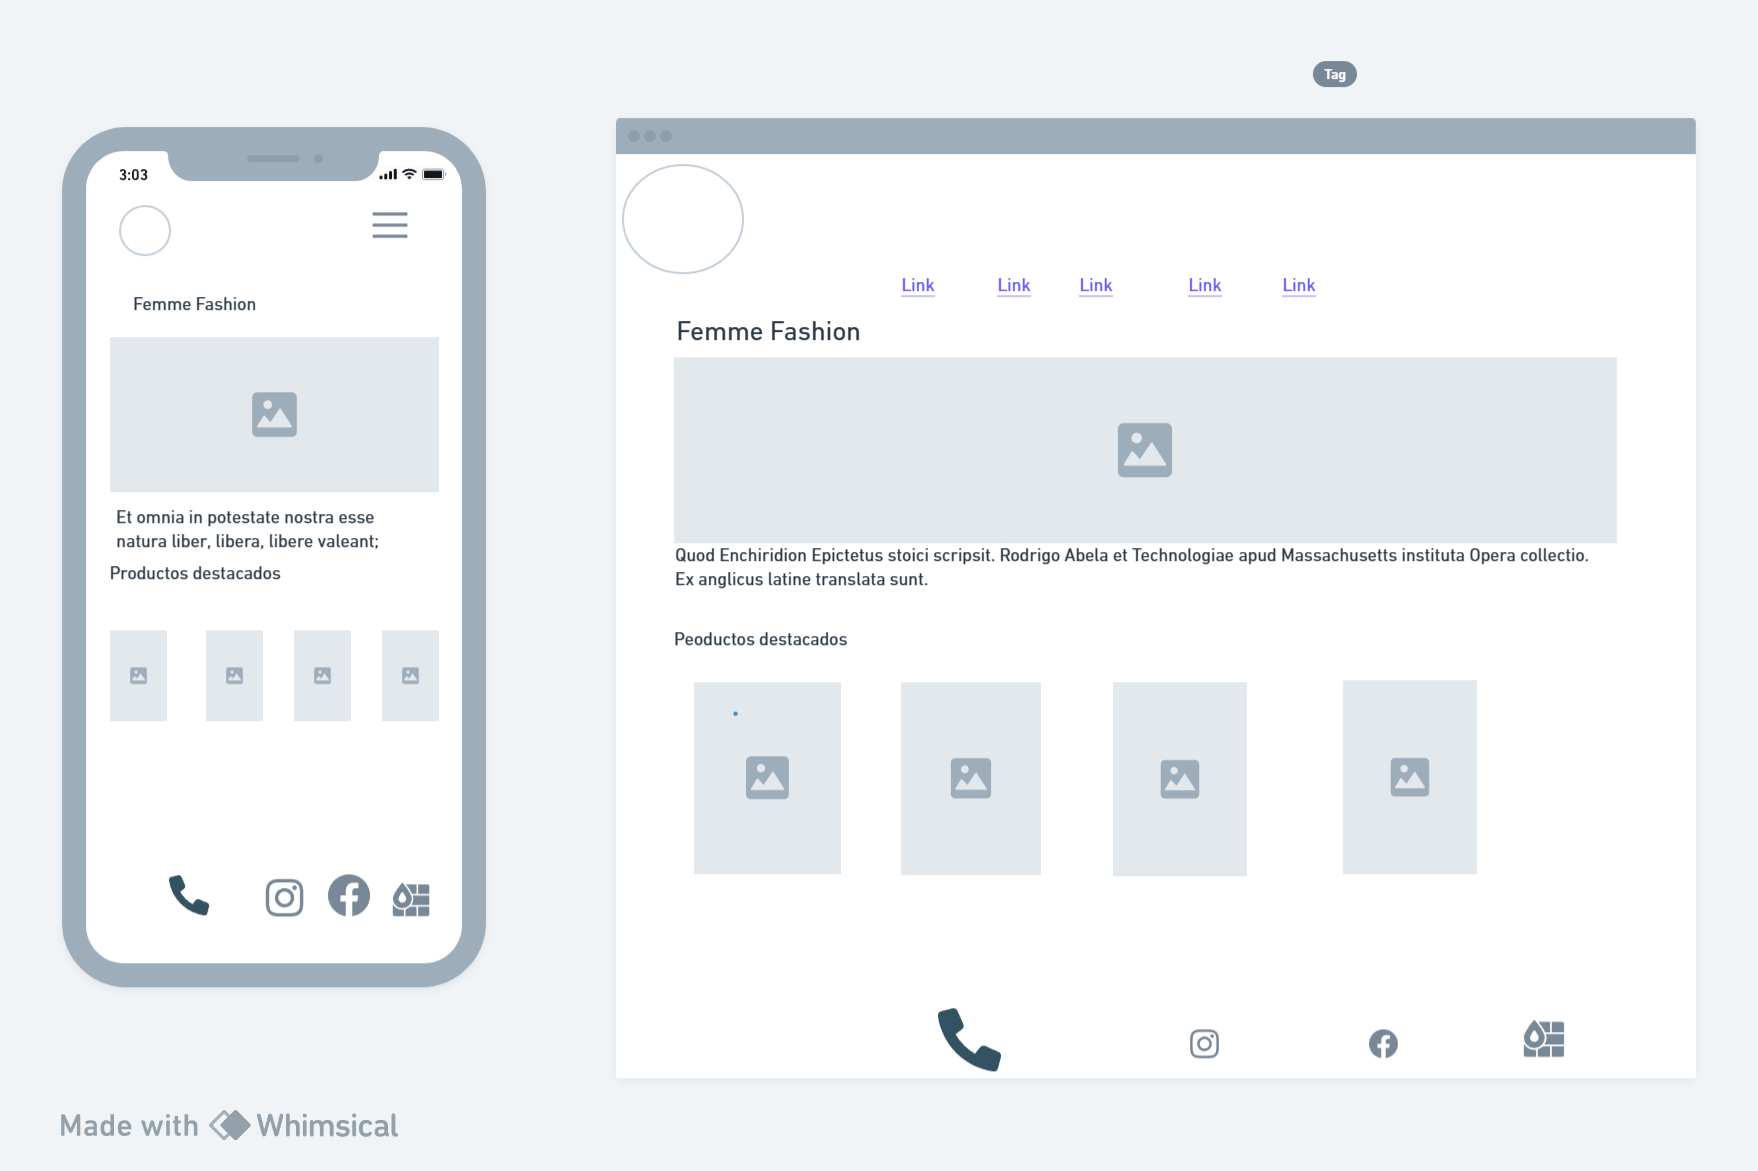 Tag
3:03
Femme Fashion
Et omnia in potestate nostra esse
natura liber, libera, libere valeant;
Productos destacados
Link Link Link Link Link
Femme Fashion
Quod Enchiridion Epictetus stoici scripsit. Rodrigo Abela et Technologiae apud Massachusetts instituta Opera collectio.
Ex anglicus latine translata sunt.
Peoductos destacados
Made with Whimsical